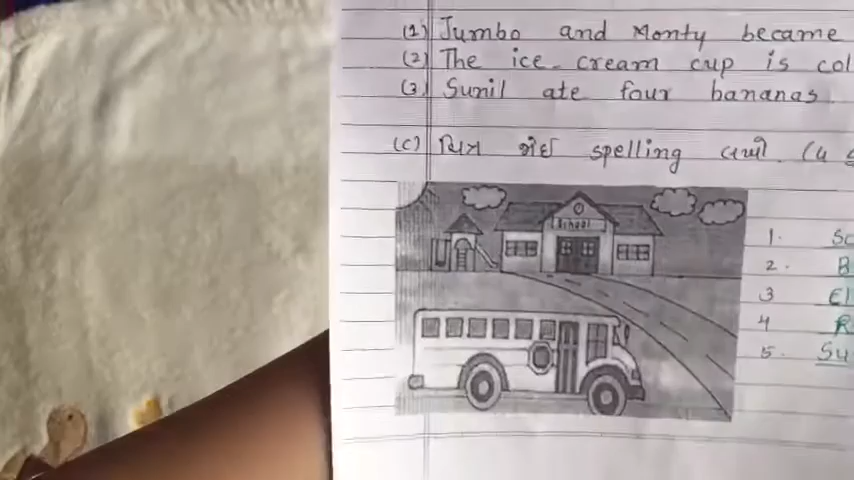 (1) Jumbo and Monty became
(2) The ice-cream cup is col
(3) Sunil ate four bananas
(C) ચિત્ર જોઈ spelling લખો. (4
School
1. Sc
2. B
3 El
4 R
5. Su